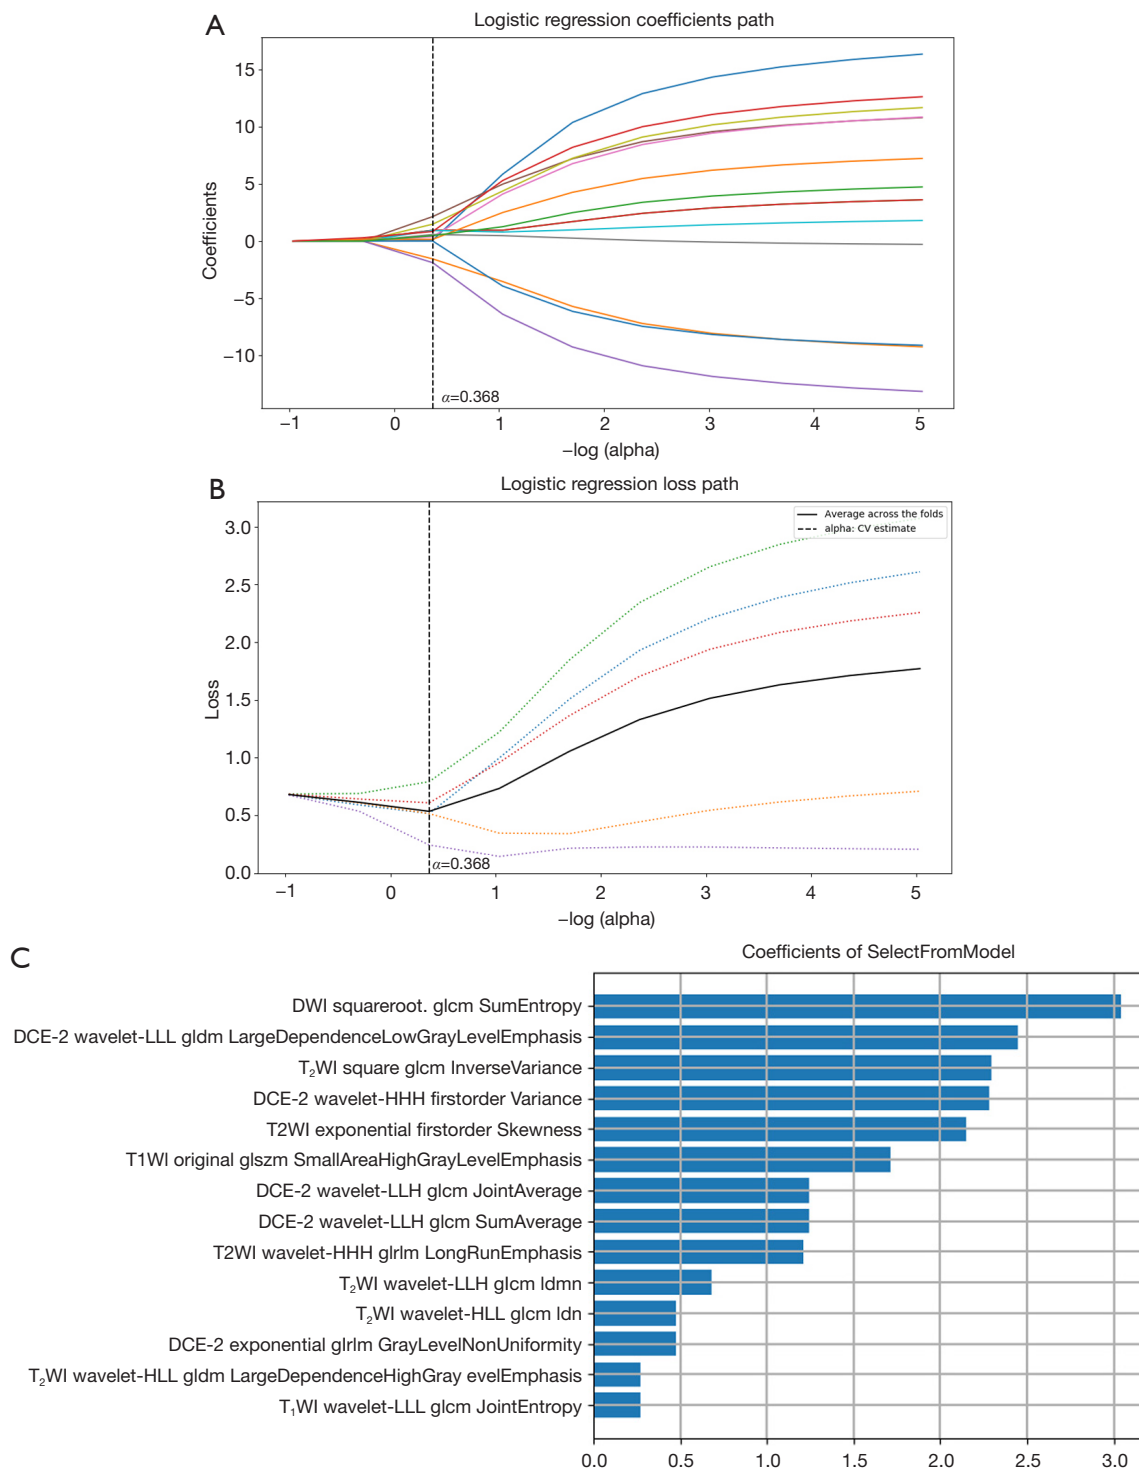 A
Logistic regression coefficients path
15
10
5
0
−5
−10
Coefficients
α=0.368
−1 0 1 2 3 4 5
−log (alpha)
B
Logistic regression loss path
Average across the folds
alpha: CV estimate
3.0
2.5
2.0
1.5
1.0
0.5
0.0
Loss
α=0.368
−1 0 1 2 3 4 5
−log (alpha)
C
Coefficients of SelectFromModel
DWI squareroot. glcm SumEntropy
DCE-2 wavelet-LLL gldm LargeDependenceLowGrayLevelEmphasis
T₂WI square glcm InverseVariance
DCE-2 wavelet-HHH firstorder Variance
T2WI exponential firstorder Skewness
T1WI original glszm SmallAreaHighGrayLevelEmphasis
DCE-2 wavelet-LLH glcm JointAverage
DCE-2 wavelet-LLH glcm SumAverage
T2WI wavelet-HHH glrlm LongRunEmphasis
T₂WI wavelet-LLH glcm Idmn
T₂WI wavelet-HLL glcm Idn
DCE-2 exponential glrlm GrayLevelNonUniformity
T₂WI wavelet-HLL gldm LargeDependenceHighGray evelEmphasis
T₁WI wavelet-LLL glcm JointEntropy
0.0 0.5 1.0 1.5 2.0 2.5 3.0